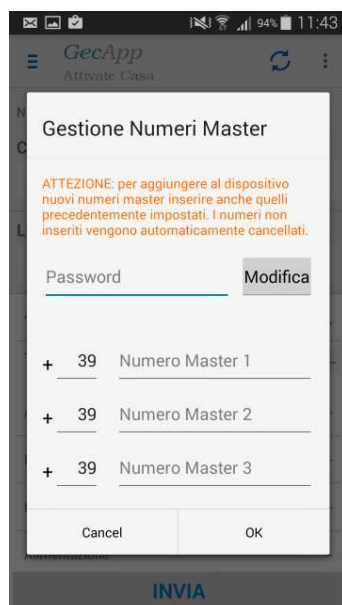 94% 11:43
GecApp
Attivate Casa
N
C
Gestione Numeri Master
ATTEZIONE: per aggiungere al dispositivo
nuovi numeri master inserire anche quelli
precedentemente impostati. I numeri non
inseriti vengono automaticamente cancellati.
L
Password Modifica
+ 39 Numero Master 1
+ 39 Numero Master 2
+ 39 Numero Master 3
Cancel OK
Alimentazione
INVIA